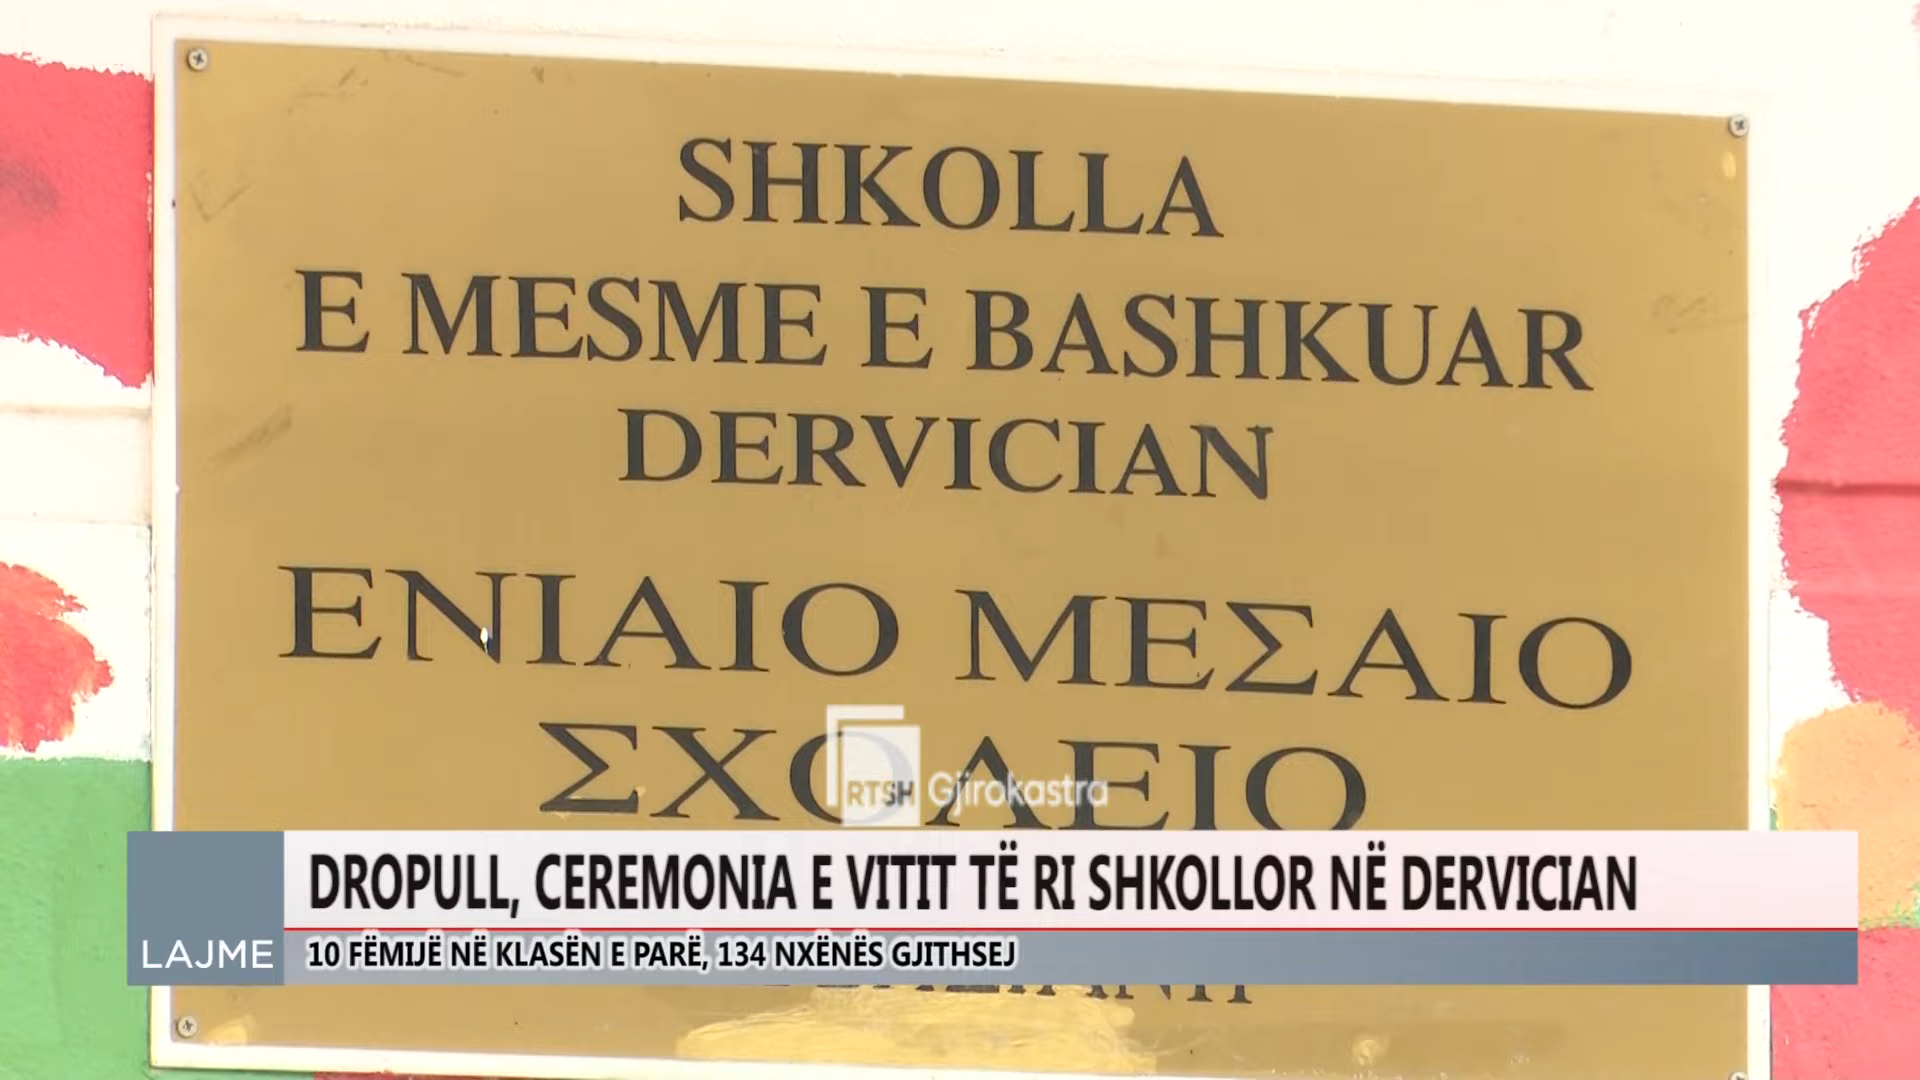 SHKOLLA
E MESME E BASHKUAR
DERVICIAN
ΕΝΙΑΙΟ ΜΕΣΑΙΟ
ΣΧΟΛΕΙΟ
RTSH Gjirokastra
DROPULL, CEREMONIA E VITIT TË RI SHKOLLOR NË DERVICIAN
LAJME
10 FËMIJË NË KLASËN E PARË, 134 NXËNËS GJITHSEJ